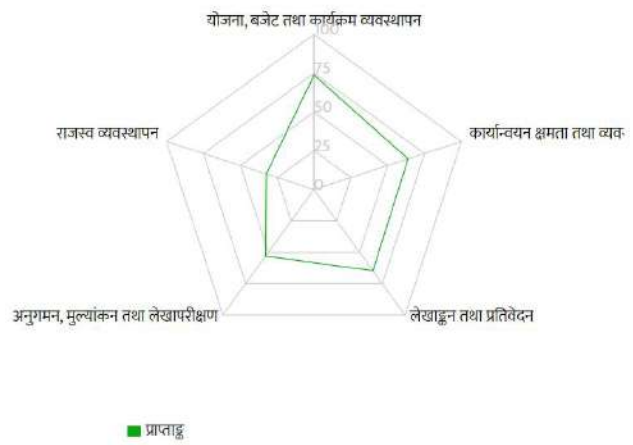 योजना, बजेट तथा कार्यक्रम व्यवस्थापन
100
75
50
25
0
राजस्व व्यवस्थापन
कार्यान्वयन क्षमता तथा व्यव
अनुगमन, मुल्यांकन तथा लेखापरीक्षण
लेखाङ्कन तथा प्रतिवेदन
प्राप्ताङ्क